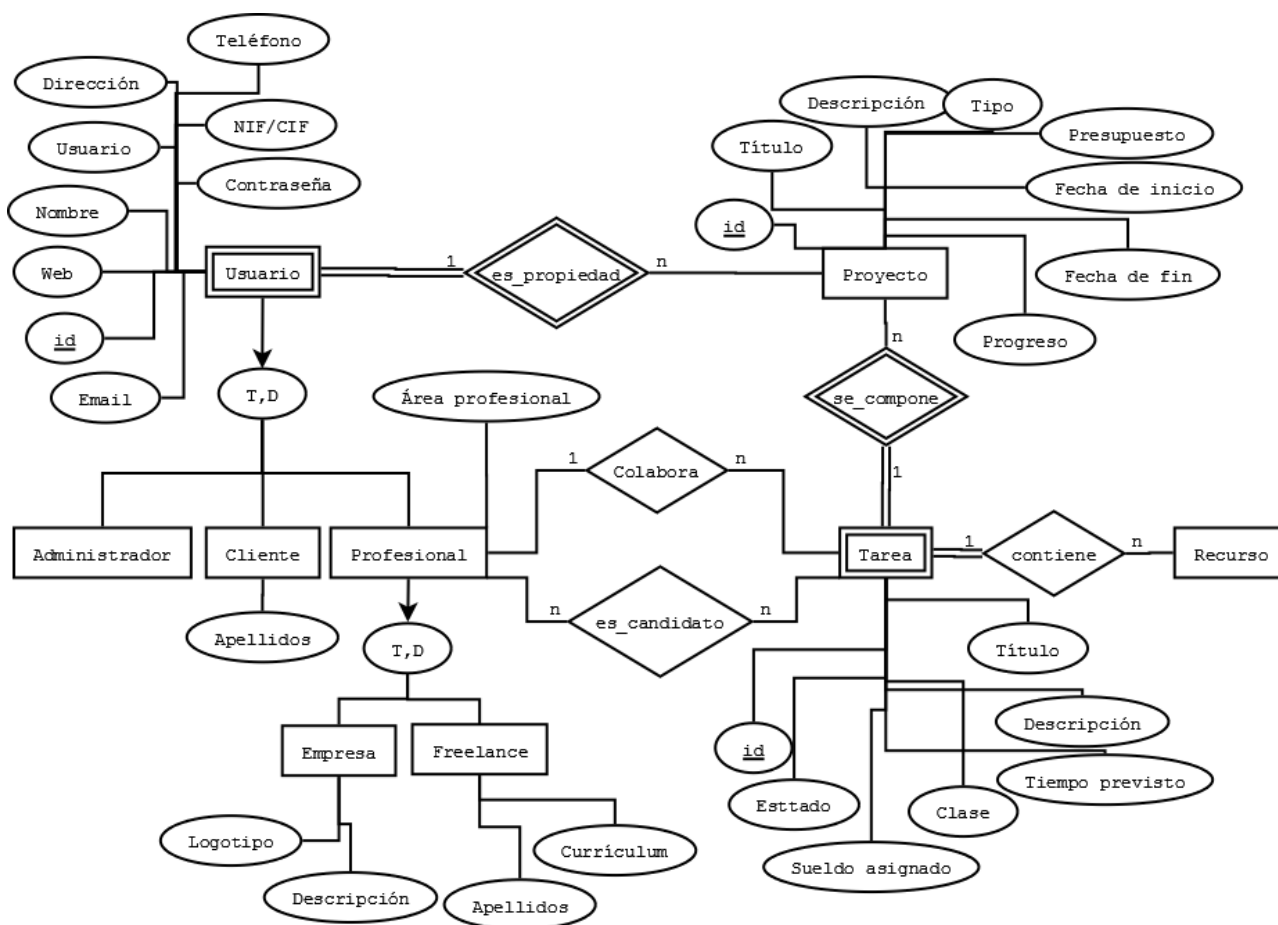 Teléfono
Dirección
NIF/CIF
Usuario
Contraseña
Nombre
Web
Usuario
id
Email
1
es_propiedad
n
Descripción
Tipo
Título
Presupuesto
Fecha de inicio
id
Proyecto
Fecha de fin
Progreso
n
se_compone
1
T,D
Área profesional
1
Colabora
n
Administrador
Cliente
Profesional
Tarea
1
contiene
n
Recurso
n
es_candidato
n
Apellidos
T,D
Título
Empresa
Freelance
id
Descripción
Esttado
Clase
Tiempo previsto
Logotipo
Currículum
Sueldo asignado
Descripción
Apellidos